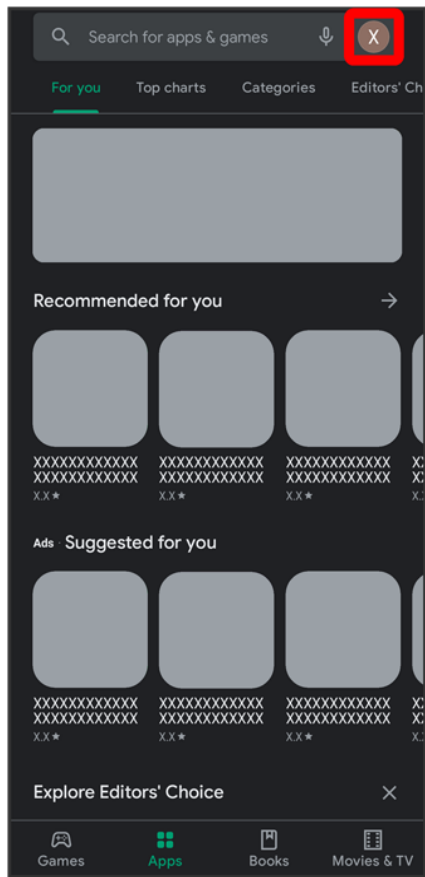 Search for apps & games X
For you Top charts Categories Editors' Ch
Recommended for you
XXXXXXXXXXXX XXXXXXXXXXXX XXXXXXXXXXXX X
XXXXXXXXXXXX XXXXXXXXXXXX XXXXXXXXXXXX X
X.X★ X.X★ X.X★ X.
Ads · Suggested for you
XXXXXXXXXXXX XXXXXXXXXXXX XXXXXXXXXXXX X
XXXXXXXXXXXX XXXXXXXXXXXX XXXXXXXXXXXX X
X.X★ X.X★ X.X★ X.
Explore Editors' Choice
Games Apps Books Movies & TV